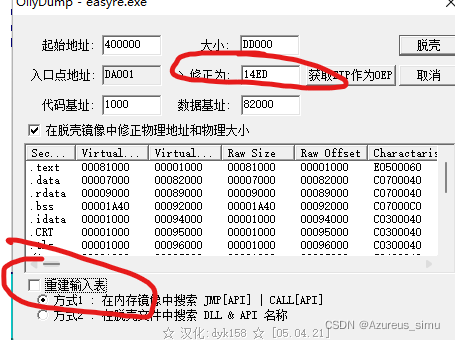 OllyDump - easyre.exe
起始地址: 400000 大小: DD000 脱壳
入口点地址: DA001 修正为: 14ED 获取EIP作为OEP 取消
代码基址: 1000 数据基址: 82000
在脱壳镜像中修正物理地址和物理大小
Sec... Virtual... Virtual... Raw Size Raw Offset Charactaris
.text 00081000 00001000 00081000 00001000 E0500060
.data 00007000 00082000 00007000 00082000 C0700040
.rdata 00009000 00089000 00009000 00089000 C0700040
.bss 00001A40 00092000 00001A40 00092000 C07000C0
.idata 00001000 00094000 00001000 00094000 C0300040
.CRT 00001000 00095000 00001000 00095000 C0300040
.tls 00001000 00096000 00001000 00096000 C0300040
重建输入表
方式1 : 在内存镜像中搜索 JMP[API] | CALL[API]
方式2 : 在脱壳文件中搜索 DLL & API 名称
☆ 汉化:dyk158 ☆ [05.04.21]
CSDN @Azureus_simu